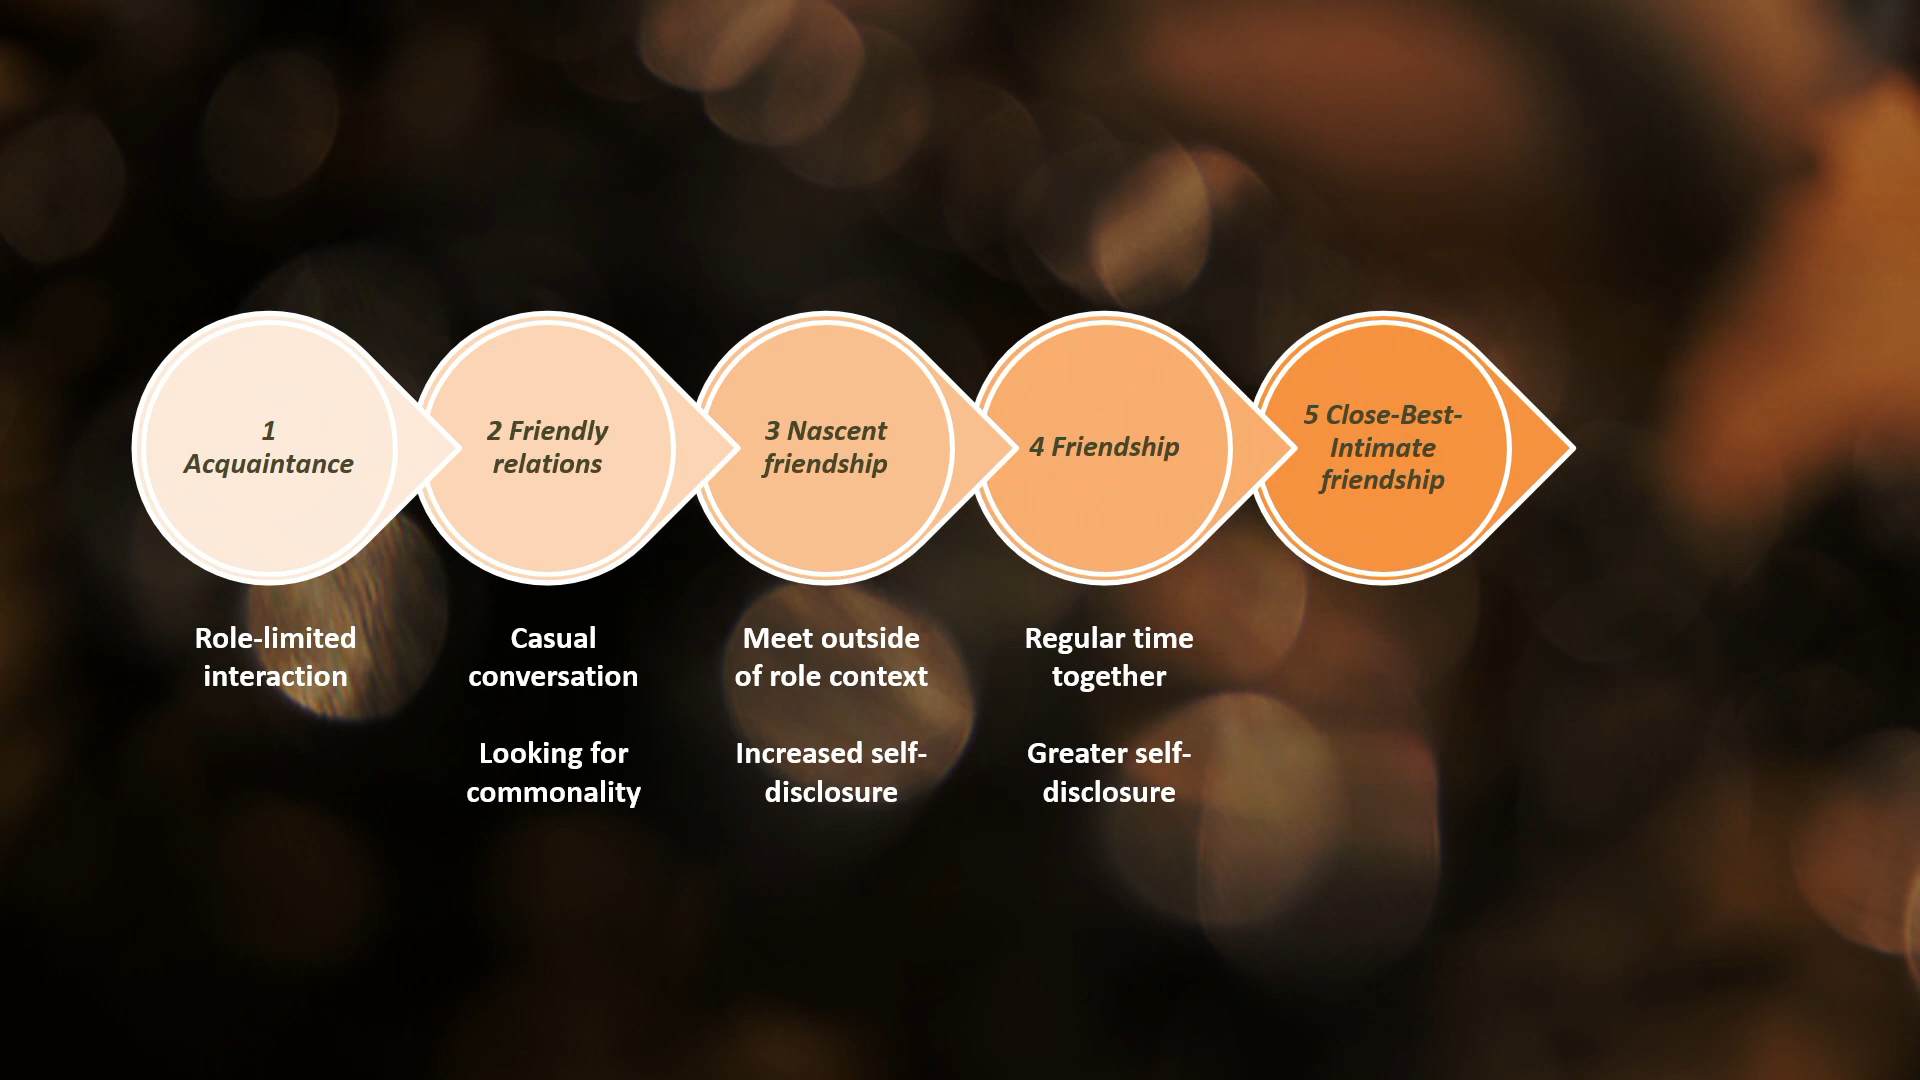 1
Acquaintance
2 Friendly
relations
3 Nascent
friendship
4 Friendship
5 Close-Best-
Intimate
friendship
Role-limited
interaction
Casual
conversation
Looking for
commonality
Meet outside
of role context
Increased self-
disclosure
Regular time
together
Greater self-
disclosure